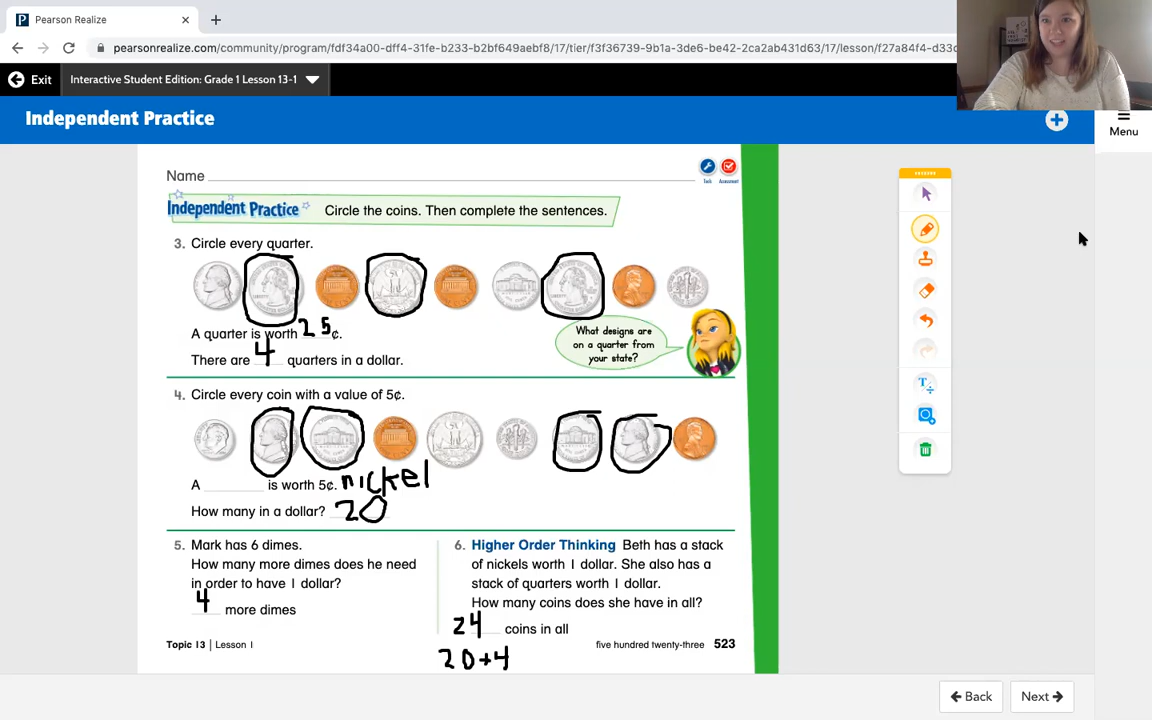 Pearson Realize
pearsonrealize.com/community/program/fdf34a00-dff4-31fe-b233-b2bf649aebf8/17/tier/f3f36739-9b1a-3de6-be42-2ca2ab431d63/17/lesson/f27a84f4-d33c
Exit
Interactive Student Edition: Grade 1 Lesson 13-1
Independent Practice
Menu
Name
Tools
Assessment
Independent Practice Circle the coins. Then complete the sentences.
3. Circle every quarter.
A quarter is worth 25 ¢.
There are 4 quarters in a dollar.
What designs are
on a quarter from
your state?
4. Circle every coin with a value of 5¢.
A ______ is worth 5¢. nickel
How many in a dollar? 20
5. Mark has 6 dimes.
How many more dimes does he need
in order to have 1 dollar?
4 more dimes
6. Higher Order Thinking Beth has a stack
of nickels worth 1 dollar. She also has a
stack of quarters worth 1 dollar.
How many coins does she have in all?
24 coins in all
20+4
Topic 13 | Lesson 1
five hundred twenty-three 523
Back
Next